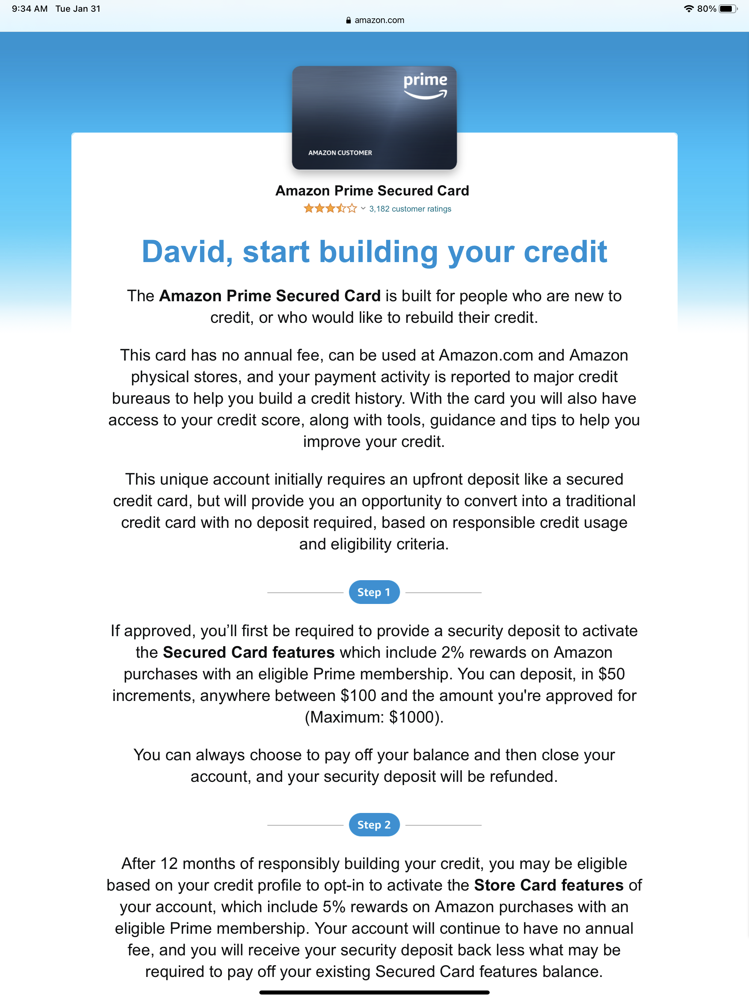 9:34 AM Tue Jan 31
80%
amazon.com
prime
AMAZON CUSTOMER
Amazon Prime Secured Card
3,182 customer ratings
David, start building your credit
The Amazon Prime Secured Card is built for people who are new to
credit, or who would like to rebuild their credit.
This card has no annual fee, can be used at Amazon.com and Amazon
physical stores, and your payment activity is reported to major credit
bureaus to help you build a credit history. With the card you will also have
access to your credit score, along with tools, guidance and tips to help you
improve your credit.
This unique account initially requires an upfront deposit like a secured
credit card, but will provide you an opportunity to convert into a traditional
credit card with no deposit required, based on responsible credit usage
and eligibility criteria.
Step 1
If approved, you’ll first be required to provide a security deposit to activate
the Secured Card features which include 2% rewards on Amazon
purchases with an eligible Prime membership. You can deposit, in $50
increments, anywhere between $100 and the amount you're approved for
(Maximum: $1000).
You can always choose to pay off your balance and then close your
account, and your security deposit will be refunded.
Step 2
After 12 months of responsibly building your credit, you may be eligible
based on your credit profile to opt-in to activate the Store Card features of
your account, which include 5% rewards on Amazon purchases with an
eligible Prime membership. Your account will continue to have no annual
fee, and you will receive your security deposit back less what may be
required to pay off your existing Secured Card features balance.